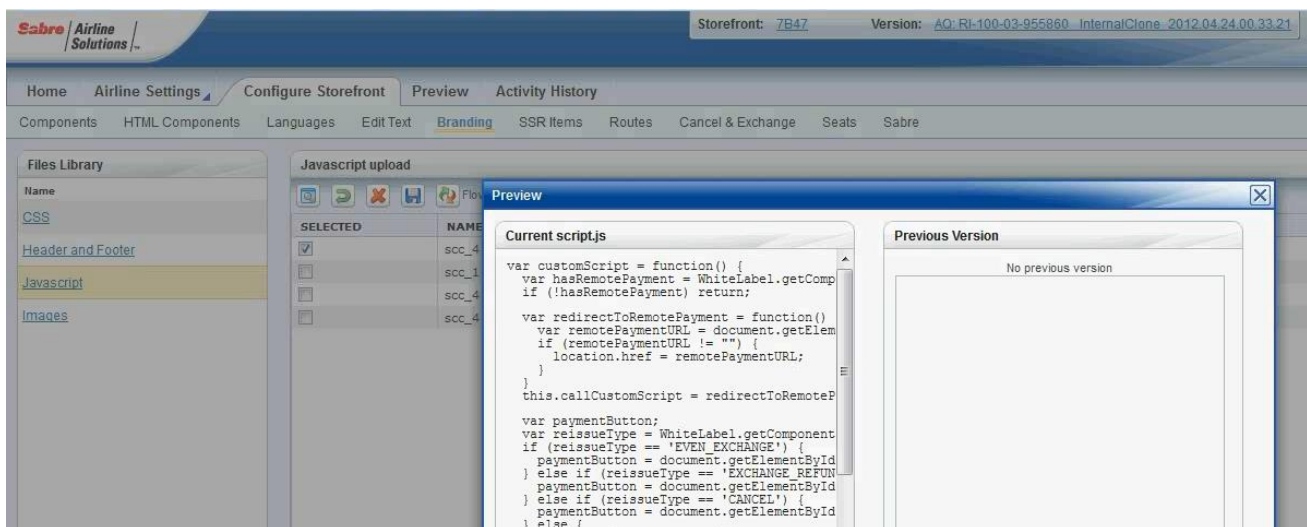 Sabre Airline Solutions
Storefront: 7B47 Version: AQ: RI-100-03-955860 InternalClone 2012.04.24.00.33.21
Home Airline Settings Configure Storefront Preview Activity History
Components HTML Components Languages Edit Text Branding SSR Items Routes Cancel & Exchange Seats Sabre
Files Library
Name
CSS
Header and Footer
Javascript
Images
Javascript upload
Flo
SELECTED NAME
scc_4
scc_1
scc_4
scc_4
Preview
Current script.js
var customScript = function() {
var hasRemotePayment = WhiteLabel.getComp
if (!hasRemotePayment) return;
var redirectToRemotePayment = function()
var remotePaymentURL = document.getElem
if (remotePaymentURL != "") {
location.href = remotePaymentURL;
}
}
this.callCustomScript = redirectToRemoteP
var paymentButton;
var reissueType = WhiteLabel.getComponent
if (reissueType == 'EVEN_EXCHANGE') {
paymentButton = document.getElementById
} else if (reissueType == 'EXCHANGE_REFUN
paymentButton = document.getElementById
} else if (reissueType == 'CANCEL') {
paymentButton = document.getElementById
} else {
Previous Version
No previous version